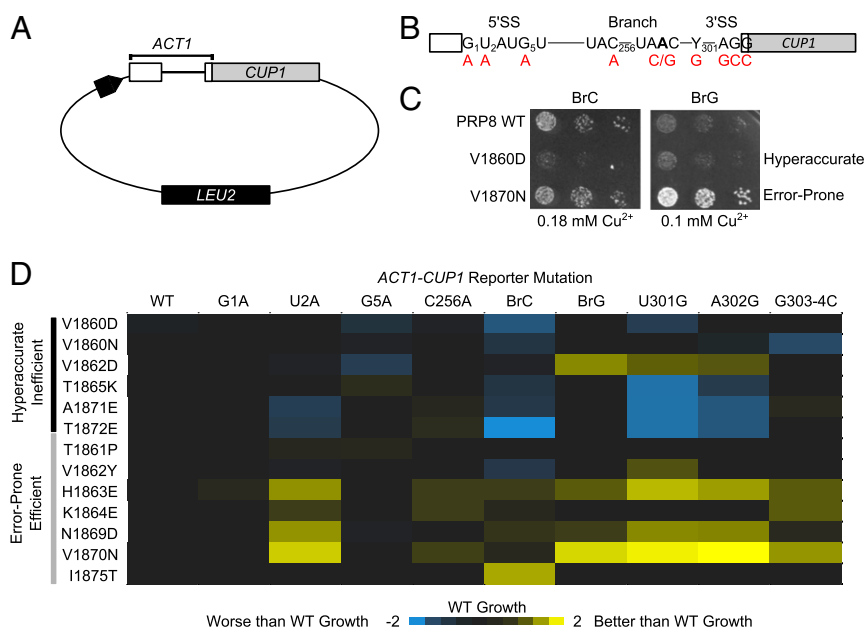 A
ACT1
CUP1
LEU2
B
5'SS Branch 3'SS
G1U2AUG5U UAC256UAAC Y301AGG CUP1
A A A A C/G G GCC
C
BrC BrG
PRP8 WT
V1860D Hyperaccurate
V1870N Error-Prone
0.18 mM Cu2+ 0.1 mM Cu2+
D
ACT1-CUP1 Reporter Mutation
WT G1A U2A G5A C256A BrC BrG U301G A302G G303-4C
Hyperaccurate
Inefficient
V1860D
V1860N
V1862D
T1865K
A1871E
T1872E
Error-Prone
Efficient
T1861P
V1862Y
H1863E
K1864E
N1869D
V1870N
I1875T
WT Growth
Worse than WT Growth -2 2 Better than WT Growth